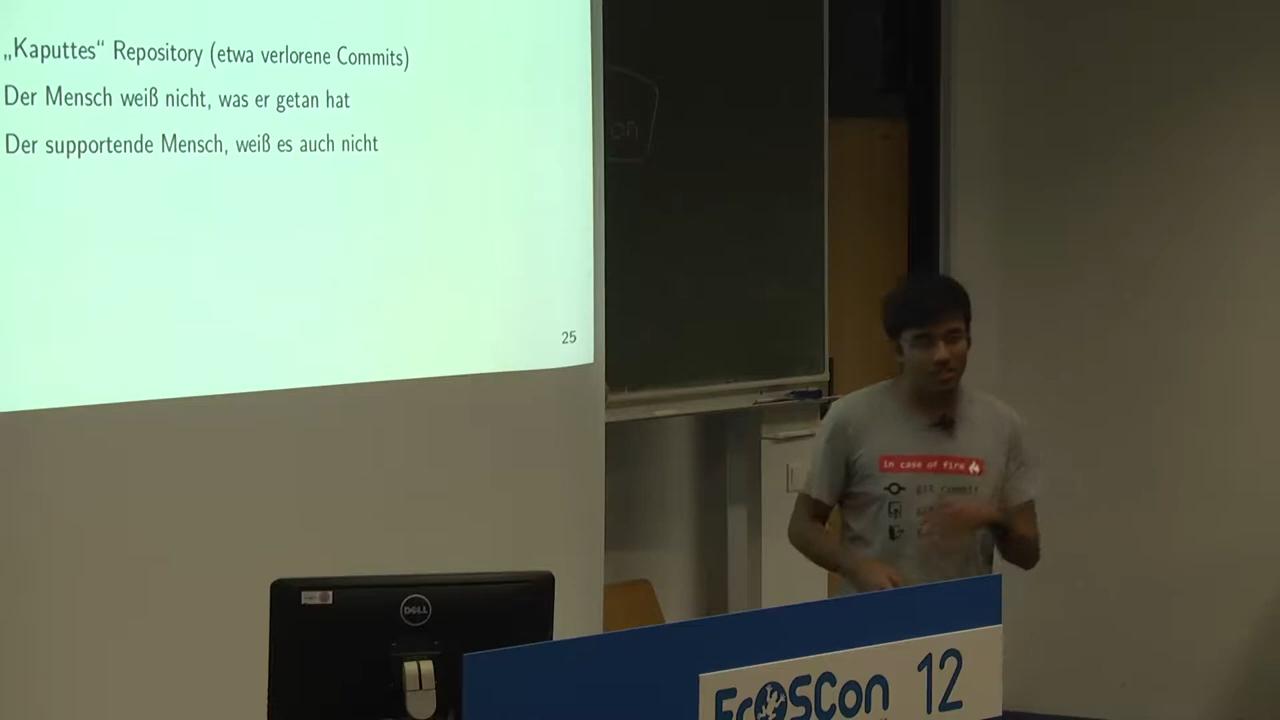 „Kaputtes“ Repository (etwa verlorene Commits)
Der Mensch weiß nicht, was er getan hat
Der supportende Mensch, weiß es auch nicht
25
on
in case of fire
git commit
DELL
FrOSCon 12